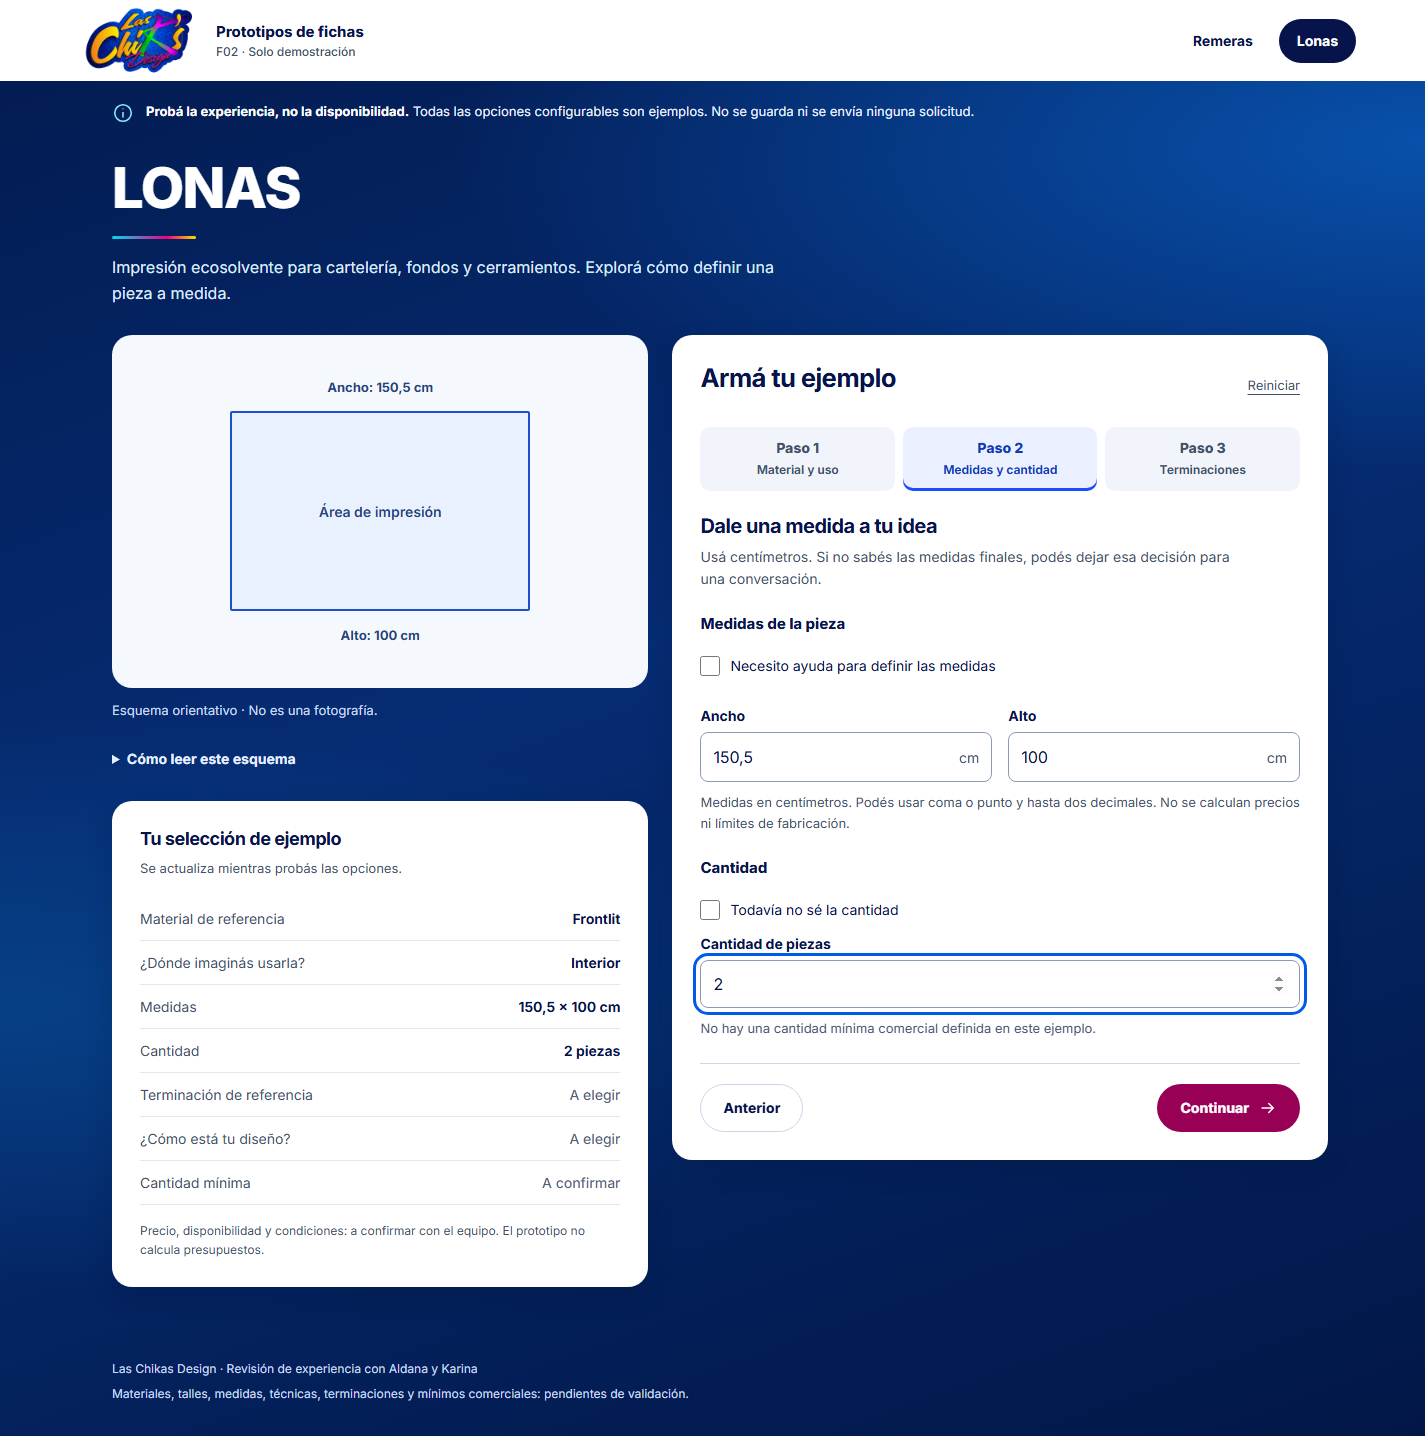 Las
Chik's
Design
Prototipos de fichas
F02 · Solo demostración
Remeras
Lonas
Probá la experiencia, no la disponibilidad. Todas las opciones configurables son ejemplos. No se guarda ni se envía ninguna solicitud.
LONAS
Impresión ecosolvente para cartelería, fondos y cerramientos. Explorá cómo definir una
pieza a medida.
Ancho: 150,5 cm
Área de impresión
Alto: 100 cm
Esquema orientativo · No es una fotografía.
Cómo leer este esquema
Tu selección de ejemplo
Se actualiza mientras probás las opciones.
Material de referencia Frontlit
¿Dónde imaginás usarla? Interior
Medidas 150,5 × 100 cm
Cantidad 2 piezas
Terminación de referencia A elegir
¿Cómo está tu diseño? A elegir
Cantidad mínima A confirmar
Precio, disponibilidad y condiciones: a confirmar con el equipo. El prototipo no
calcula presupuestos.
Armá tu ejemplo
Reiniciar
Paso 1
Material y uso
Paso 2
Medidas y cantidad
Paso 3
Terminaciones
Dale una medida a tu idea
Usá centímetros. Si no sabés las medidas finales, podés dejar esa decisión para
una conversación.
Medidas de la pieza
Necesito ayuda para definir las medidas
Ancho
150,5 cm
Alto
100 cm
Medidas en centímetros. Podés usar coma o punto y hasta dos decimales. No se calculan precios
ni límites de fabricación.
Cantidad
Todavía no sé la cantidad
Cantidad de piezas
2
No hay una cantidad mínima comercial definida en este ejemplo.
Anterior
Continuar →
Las Chikas Design · Revisión de experiencia con Aldana y Karina
Materiales, talles, medidas, técnicas, terminaciones y mínimos comerciales: pendientes de validación.